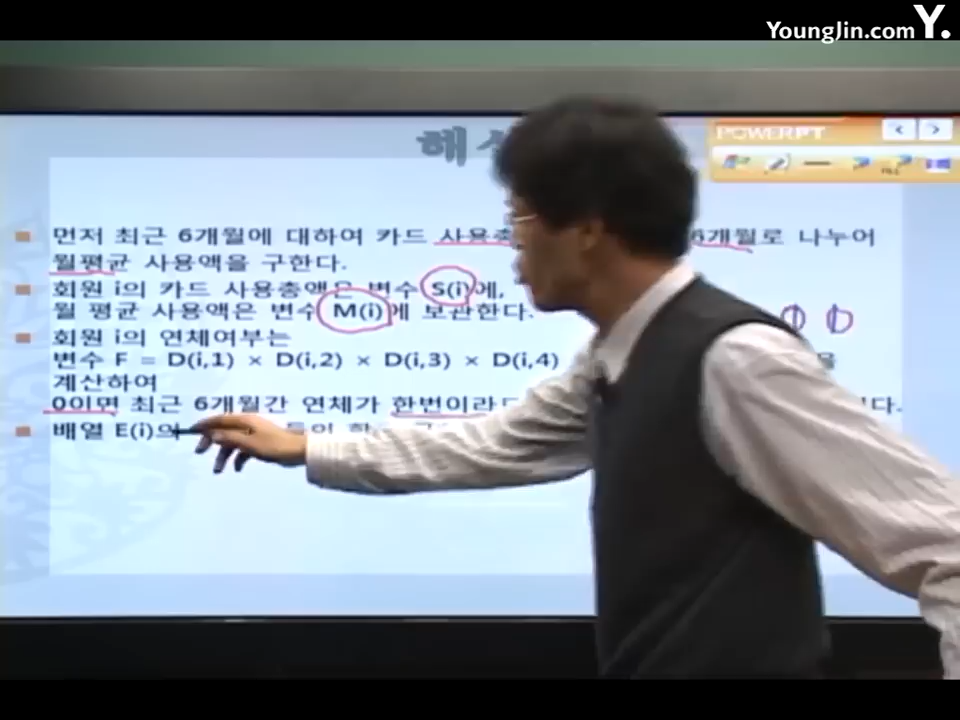 YoungJin.com Y.
해
POWERPT
먼저 최근 6개월에 대하여 카드 사용총 6개월로 나누어
월평균 사용액을 구한다.
회원 i의 카드 사용총액은 변수 S(i)에,
월 평균 사용액은 변수 M(i)에 보관한다.
회원 i의 연체여부는
변수 F = D(i,1) × D(i,2) × D(i,3) × D(i,4) 을
계산하여
0이면 최근 6개월간 연체가 한번이라도 다.
배열 E(i)의